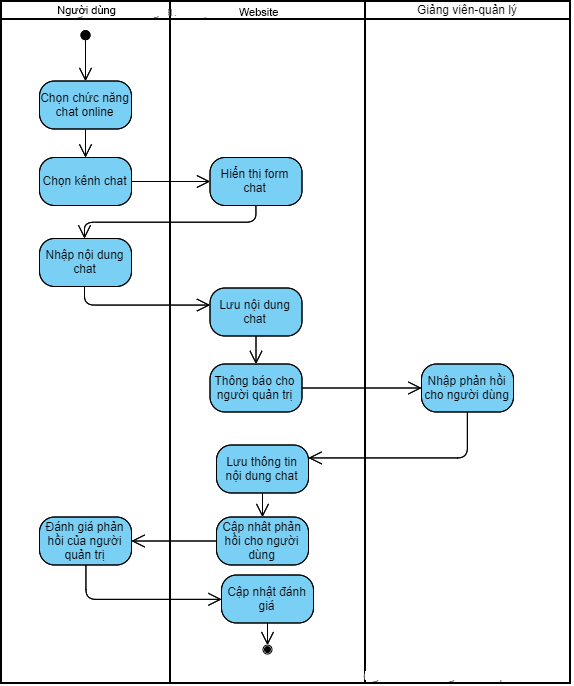 Người dùng
Website
Giảng viên-quản lý
Chọn chức năng
chat online
Chọn kênh chat
Hiển thị form
chat
Nhập nội dung
chat
Lưu nội dung
chat
Thông báo cho
người quản trị
Nhập phản hồi
cho người dùng
Lưu thông tin
nội dung chat
Đánh giá phản
hồi của người
quản trị
Cập nhât phản
hồi cho người
dùng
Cập nhật đánh
giá